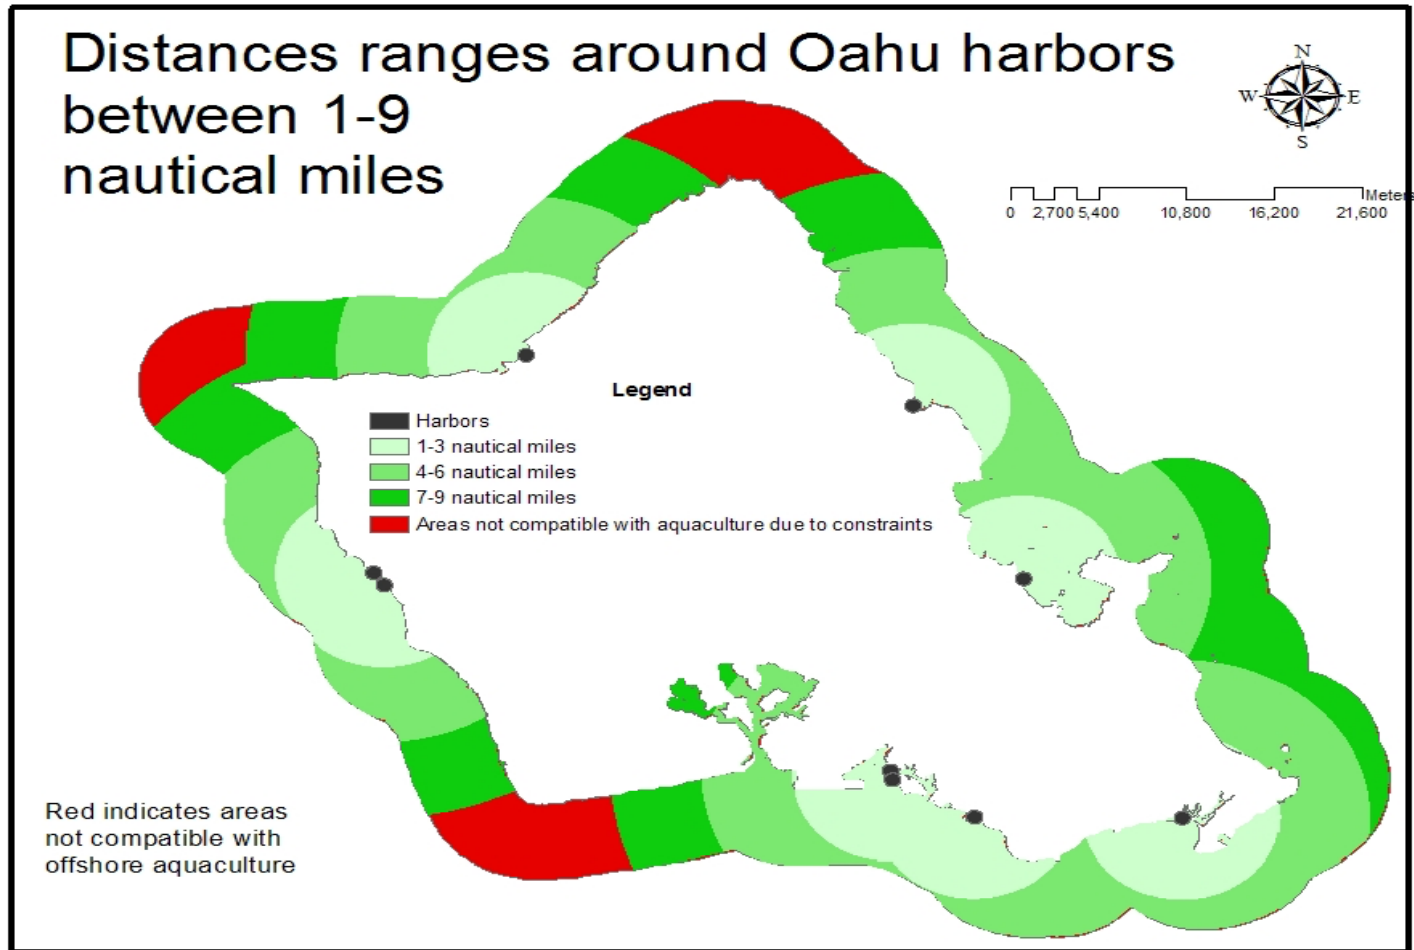 Distances ranges around Oahu harbors
between 1-9
nautical miles
N
W E
S
Meters
0 2,700 5,400 10,800 16,200 21,600
Legend
Harbors
1-3 nautical miles
4-6 nautical miles
7-9 nautical miles
Areas not compatible with aquaculture due to constraints
Red indicates areas
not compatible with
offshore aquaculture